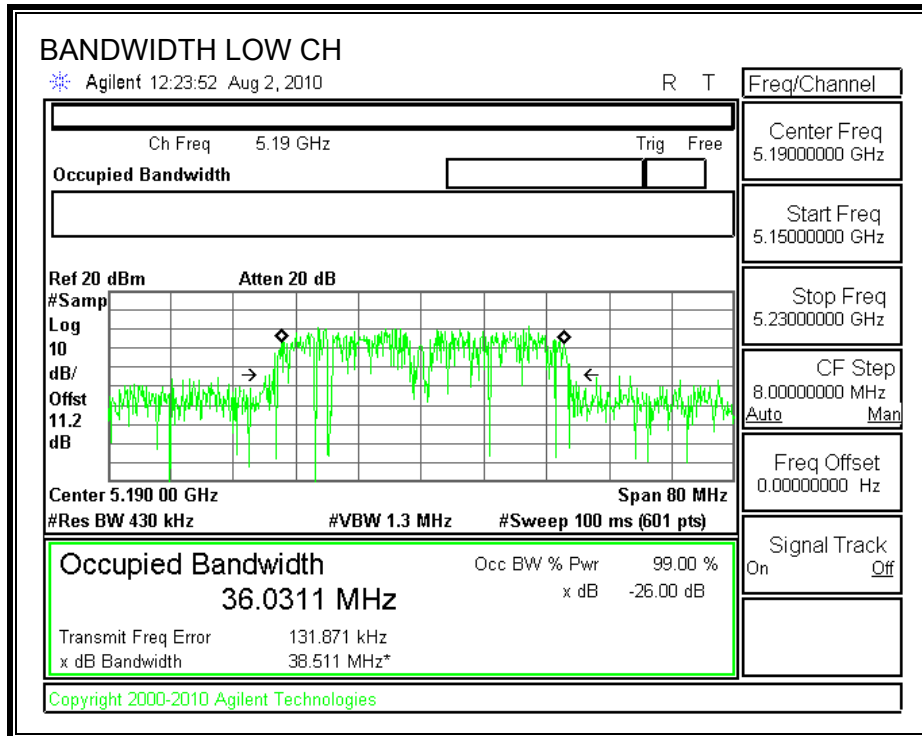 BANDWIDTH LOW CH
Agilent 12:23:52 Aug 2, 2010 R T
Ch Freq 5.19 GHz Trig Free
Occupied Bandwidth
Ref 20 dBm Atten 20 dB
#Samp
Log
10
dB/
Offst
11.2
dB
Center 5.190 00 GHz Span 80 MHz
#Res BW 430 kHz #VBW 1.3 MHz #Sweep 100 ms (601 pts)
Occupied Bandwidth Occ BW % Pwr 99.00 %
36.0311 MHz x dB -26.00 dB
Transmit Freq Error 131.871 kHz
x dB Bandwidth 38.511 MHz*
Copyright 2000-2010 Agilent Technologies
Freq/Channel
Center Freq
5.19000000 GHz
Start Freq
5.15000000 GHz
Stop Freq
5.23000000 GHz
CF Step
8.00000000 MHz
Auto Man
Freq Offset
0.00000000 Hz
Signal Track
On Off